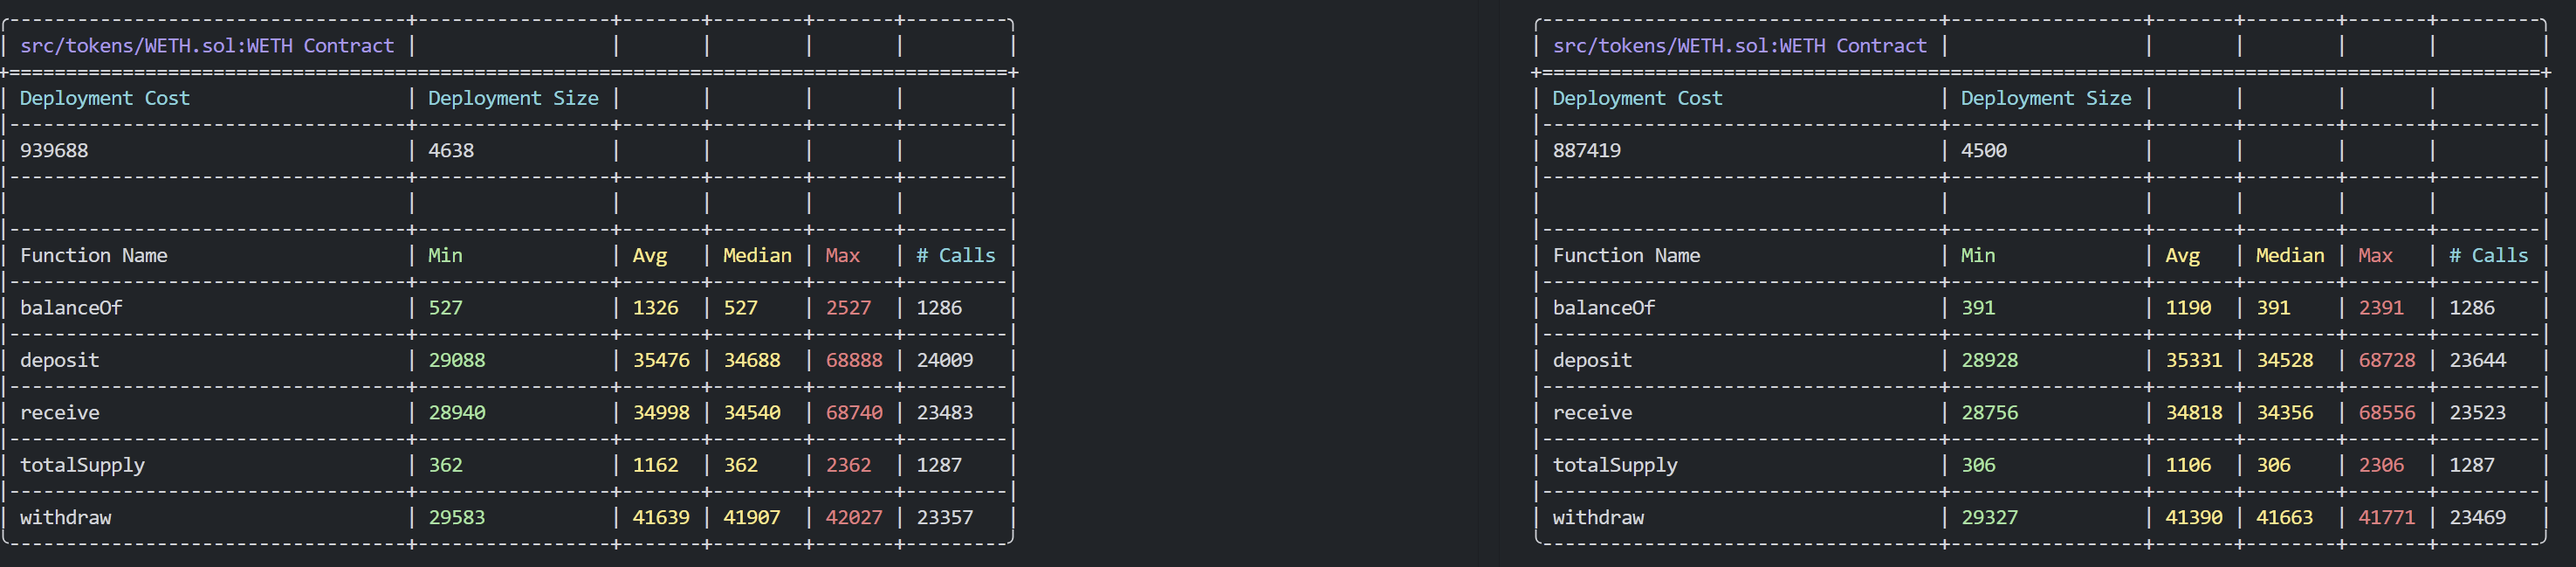 src/tokens/WETH.sol:WETH Contract
Deployment Cost | Deployment Size
939688 | 4638
Function Name | Min | Avg | Median | Max | # Calls
balanceOf | 527 | 1326 | 527 | 2527 | 1286
deposit | 29088 | 35476 | 34688 | 68888 | 24009
receive | 28940 | 34998 | 34540 | 68740 | 23483
totalSupply | 362 | 1162 | 362 | 2362 | 1287
withdraw | 29583 | 41639 | 41907 | 42027 | 23357
src/tokens/WETH.sol:WETH Contract
Deployment Cost | Deployment Size
887419 | 4500
Function Name | Min | Avg | Median | Max | # Calls
balanceOf | 391 | 1190 | 391 | 2391 | 1286
deposit | 28928 | 35331 | 34528 | 68728 | 23644
receive | 28756 | 34818 | 34356 | 68556 | 23523
totalSupply | 306 | 1106 | 306 | 2306 | 1287
withdraw | 29327 | 41390 | 41663 | 41771 | 23469